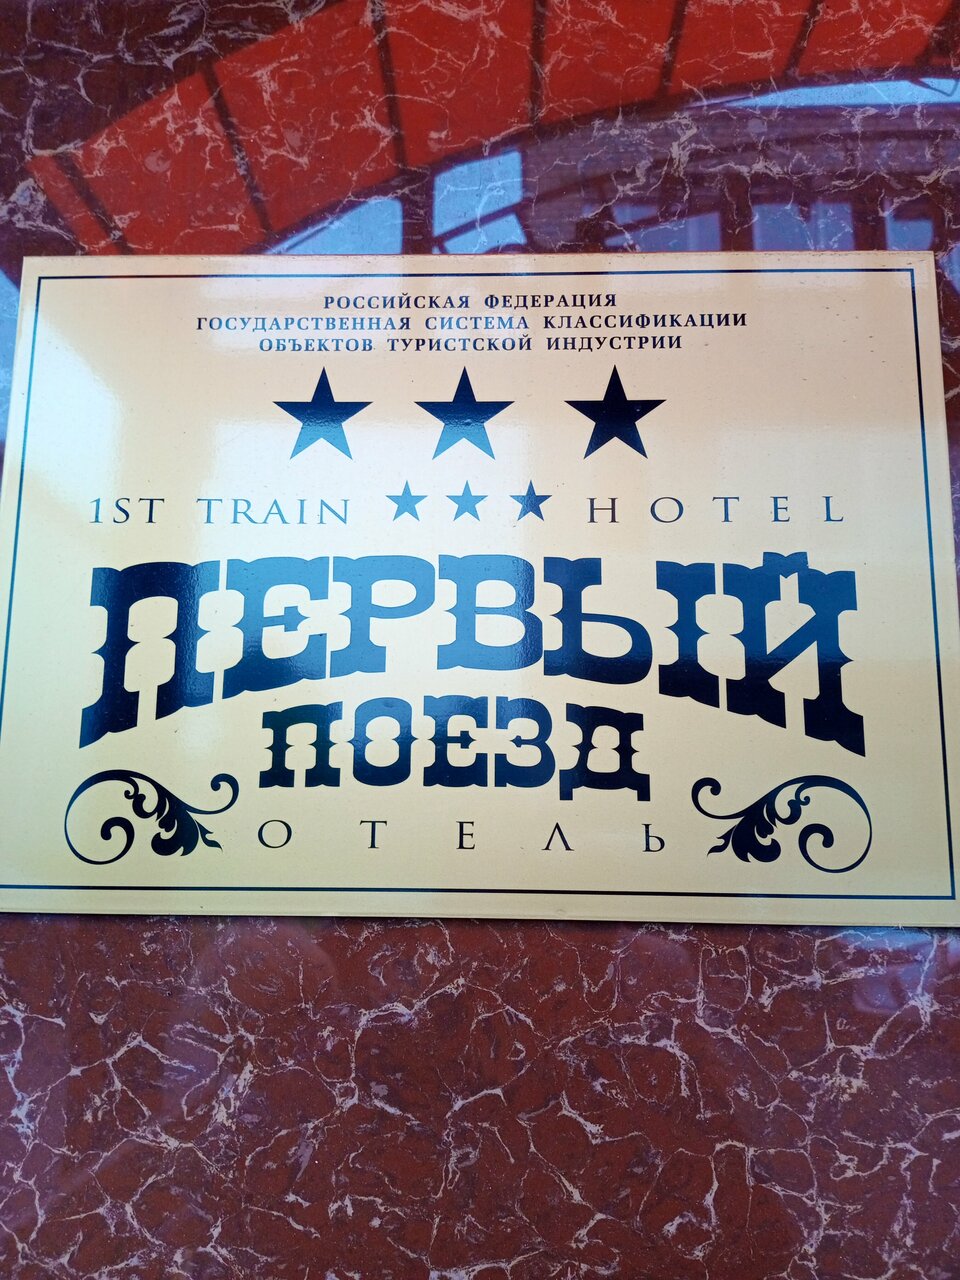 РОССИЙСКАЯ ФЕДЕРАЦИЯ
ГОСУДАРСТВЕННАЯ СИСТЕМА КЛАССИФИКАЦИИ
ОБЪЕКТОВ ТУРИСТСКОЙ ИНДУСТРИИ
1ST TRAIN ★★★ HOTEL
ПЕРВЫЙ
ПОЕЗД
ОТЕЛЬ